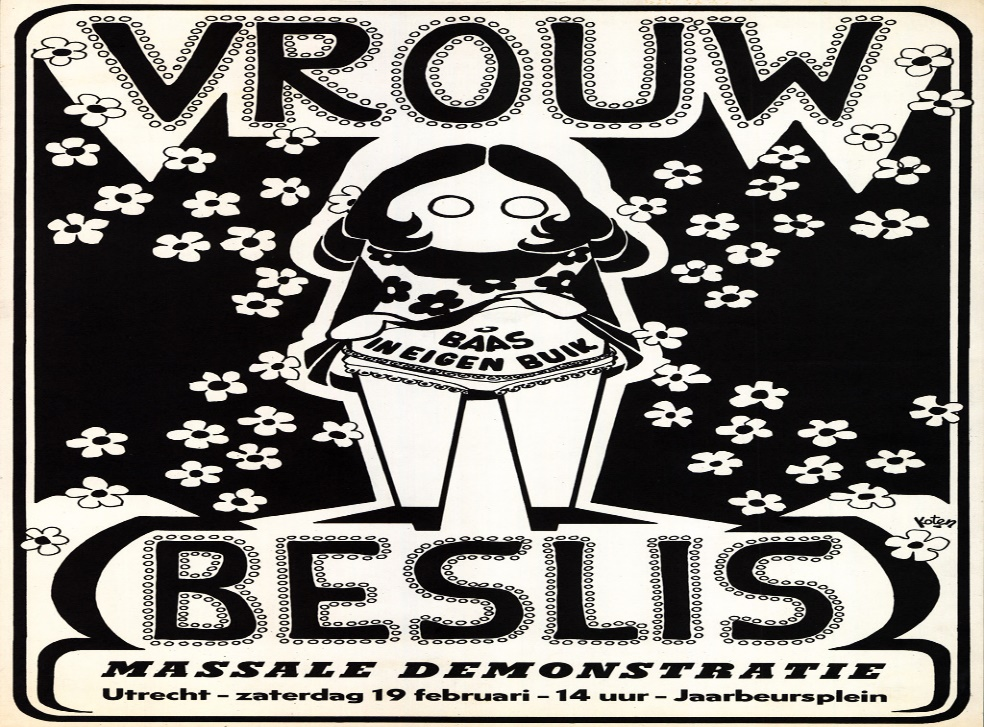 VROUW
BAAS
IN EIGEN BUIK
Koten
BESLIS
MASSALE DEMONSTRATIE
Utrecht – zaterdag 19 februari – 14 uur – Jaarbeursplein